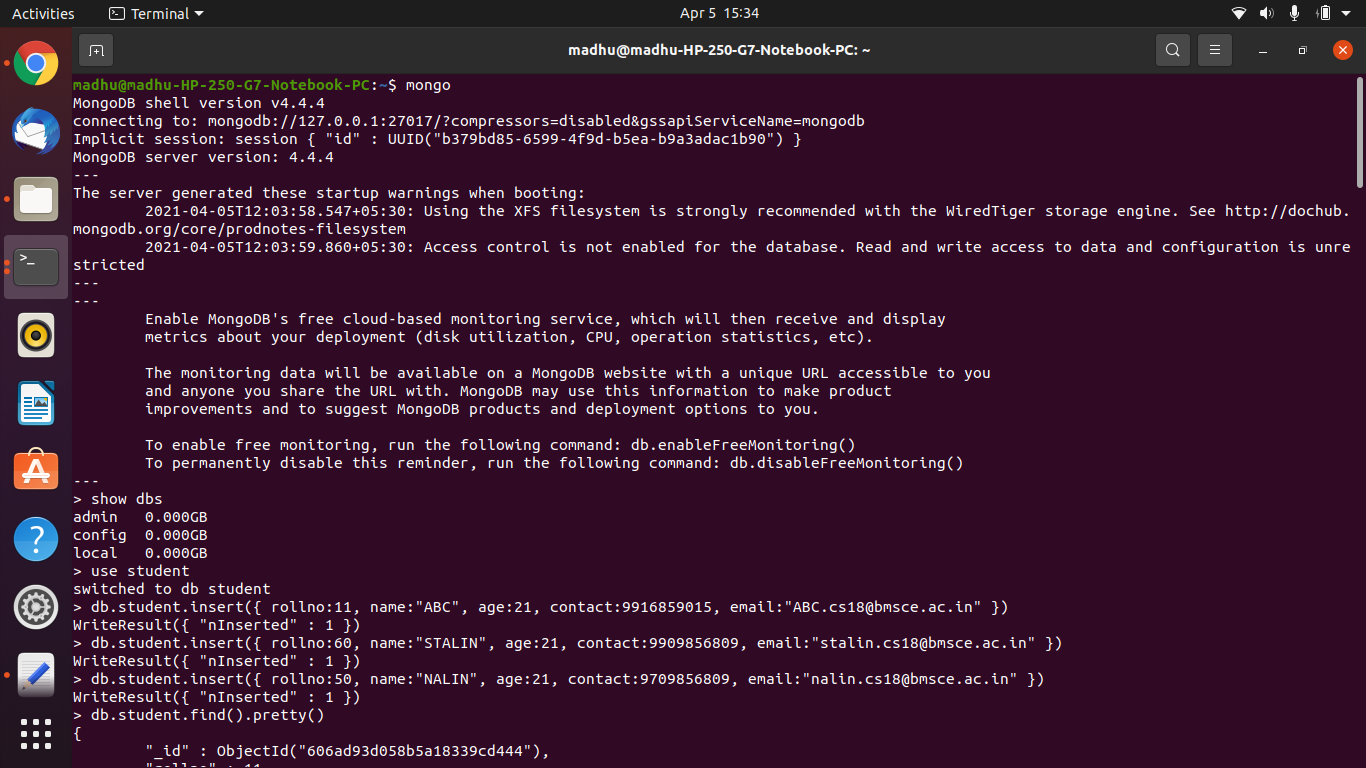 Activities
Terminal
Apr 5 15:34
madhu@madhu-HP-250-G7-Notebook-PC: ~
madhu@madhu-HP-250-G7-Notebook-PC:~$ mongo
MongoDB shell version v4.4.4
connecting to: mongodb://127.0.0.1:27017/?compressors=disabled&gssapiServiceName=mongodb
Implicit session: session { "id" : UUID("b379bd85-6599-4f9d-b5ea-b9a3adac1b90") }
MongoDB server version: 4.4.4
---
The server generated these startup warnings when booting:
        2021-04-05T12:03:58.547+05:30: Using the XFS filesystem is strongly recommended with the WiredTiger storage engine. See http://dochub.
mongodb.org/core/prodnotes-filesystem
        2021-04-05T12:03:59.860+05:30: Access control is not enabled for the database. Read and write access to data and configuration is unre
stricted
---
---
        Enable MongoDB's free cloud-based monitoring service, which will then receive and display
        metrics about your deployment (disk utilization, CPU, operation statistics, etc).

        The monitoring data will be available on a MongoDB website with a unique URL accessible to you
        and anyone you share the URL with. MongoDB may use this information to make product
        improvements and to suggest MongoDB products and deployment options to you.

        To enable free monitoring, run the following command: db.enableFreeMonitoring()
        To permanently disable this reminder, run the following command: db.disableFreeMonitoring()
---
> show dbs
admin   0.000GB
config  0.000GB
local   0.000GB
> use student
switched to db student
> db.student.insert({ rollno:11, name:"ABC", age:21, contact:9916859015, email:"ABC.cs18@bmsce.ac.in" })
WriteResult({ "nInserted" : 1 })
> db.student.insert({ rollno:60, name:"STALIN", age:21, contact:9909856809, email:"stalin.cs18@bmsce.ac.in" })
WriteResult({ "nInserted" : 1 })
> db.student.insert({ rollno:50, name:"NALIN", age:21, contact:9709856809, email:"nalin.cs18@bmsce.ac.in" })
WriteResult({ "nInserted" : 1 })
> db.student.find().pretty()
{
        "_id" : ObjectId("606ad93d058b5a18339cd444"),